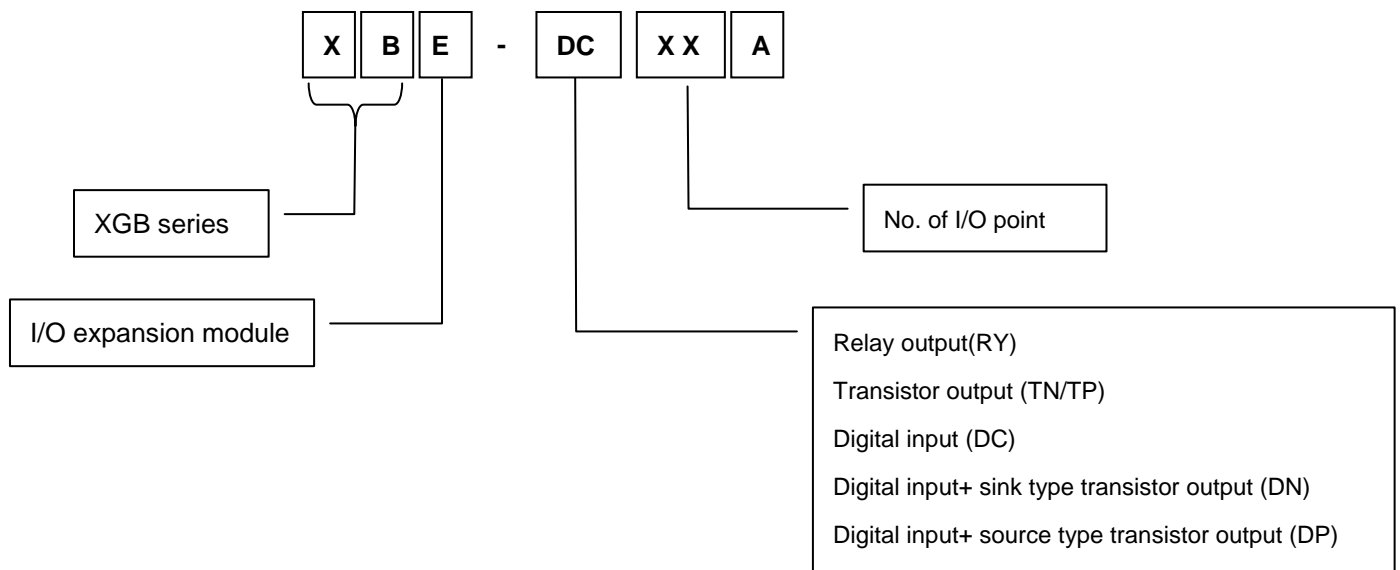 X B E - DC X X A
XGB series
No. of I/O point
I/O expansion module
Relay output(RY)
Transistor output (TN/TP)
Digital input (DC)
Digital input+ sink type transistor output (DN)
Digital input+ source type transistor output (DP)